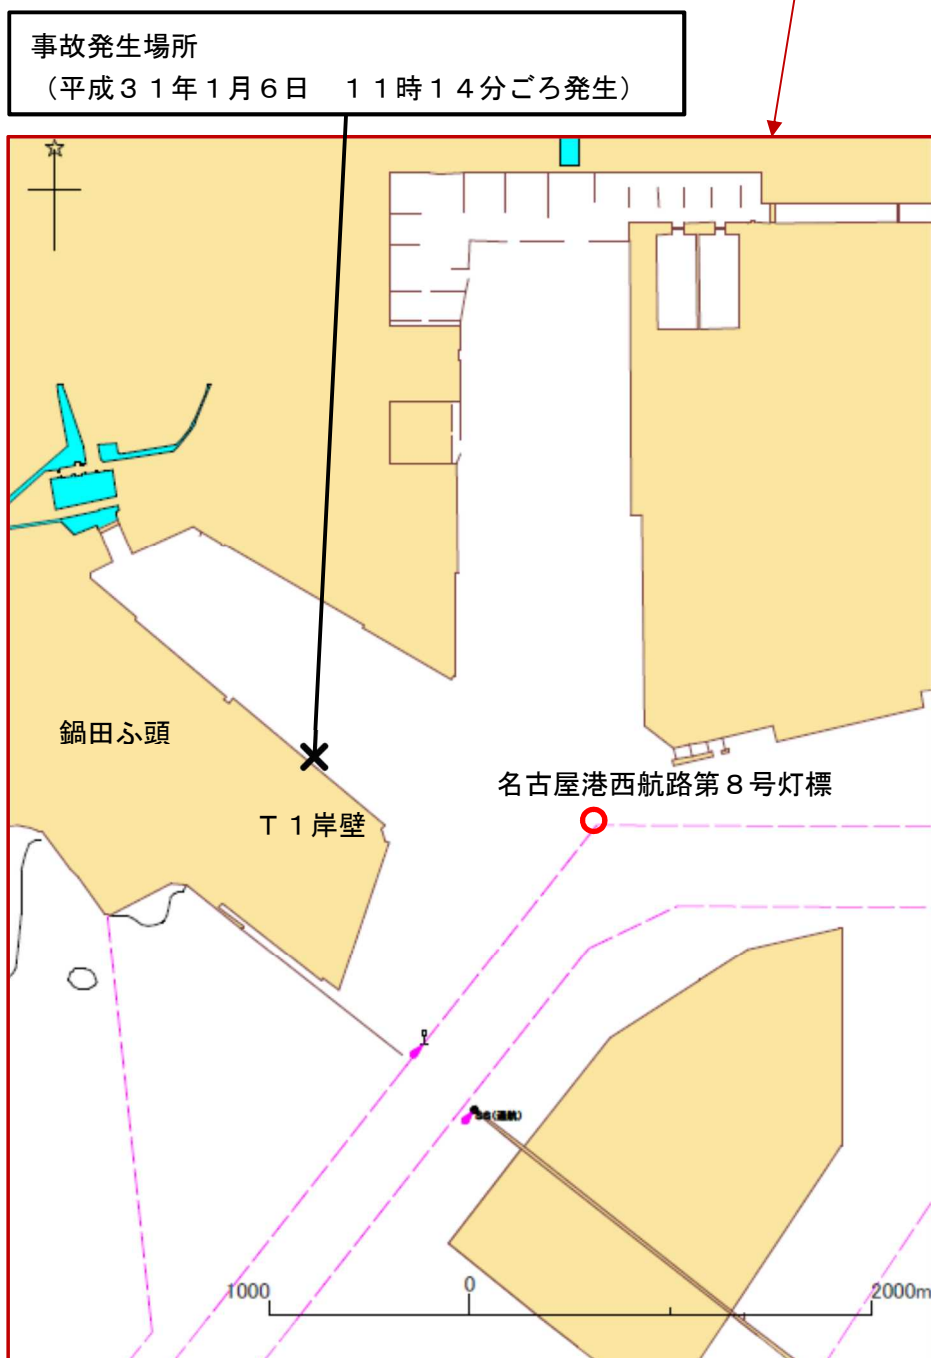 事故発生場所
（平成３１年１月６日　１１時１４分ごろ発生）
鍋田ふ頭
名古屋港西航路第８号灯標
Ｔ１岸壁
1000 0 2000m